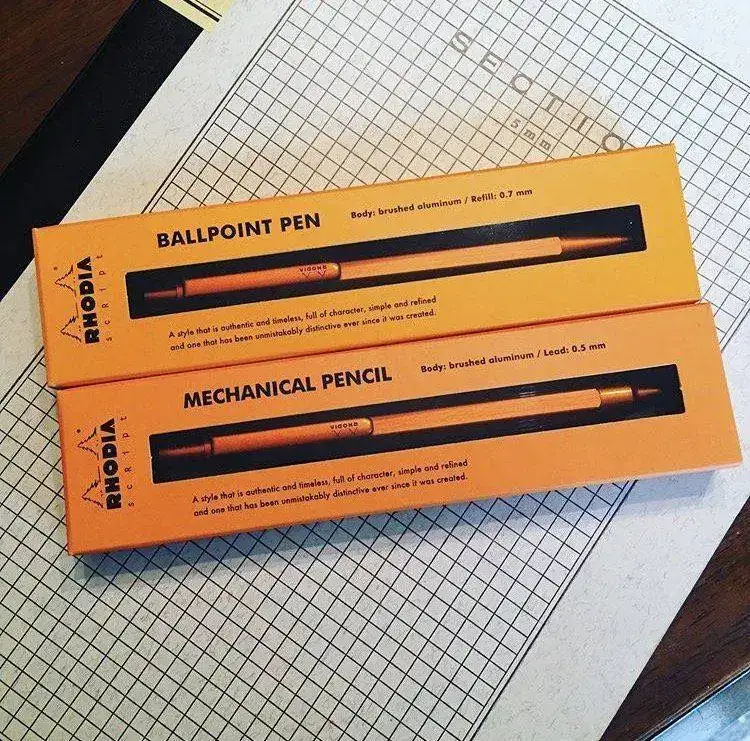 SECTIO
5mm
BALLPOINT PEN
Body: brushed aluminum / Refill: 0.7 mm
RHODIA
scRipt
RHODIA
A style that is authentic and timeless, full of character, simple and refined
and one that has been unmistakably distinctive ever since it was created.
MECHANICAL PENCIL
Body: brushed aluminum / Lead: 0.5 mm
RHODIA
scRipt
RHODIA
A style that is authentic and timeless, full of character, simple and refined
and one that has been unmistakably distinctive ever since it was created.